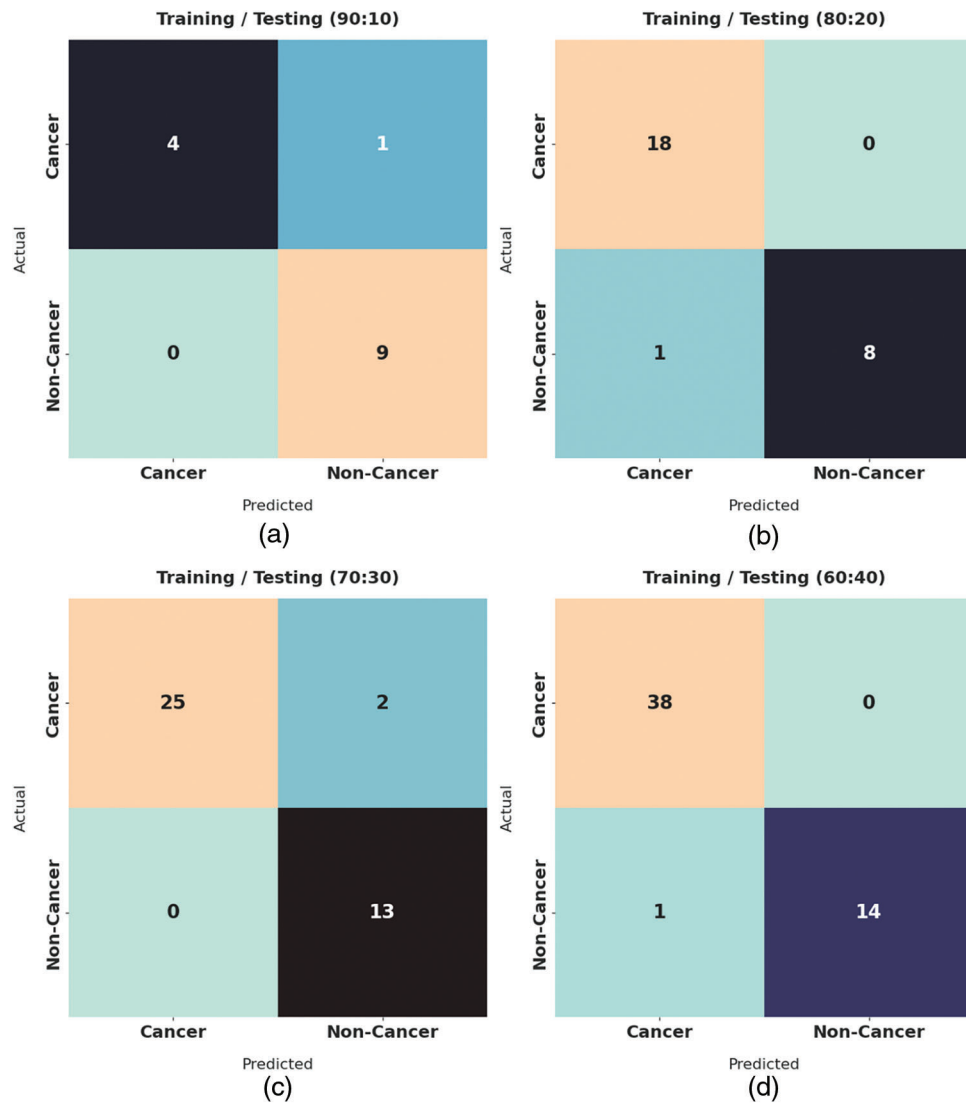 Training / Testing (90:10)
Cancer
4
1
Actual
Non-Cancer
0
9
Cancer
Non-Cancer
Predicted
(a)
Training / Testing (80:20)
Cancer
18
0
Actual
Non-Cancer
1
8
Cancer
Non-Cancer
Predicted
(b)
Training / Testing (70:30)
Cancer
25
2
Actual
Non-Cancer
0
13
Cancer
Non-Cancer
Predicted
(c)
Training / Testing (60:40)
Cancer
38
0
Actual
Non-Cancer
1
14
Cancer
Non-Cancer
Predicted
(d)